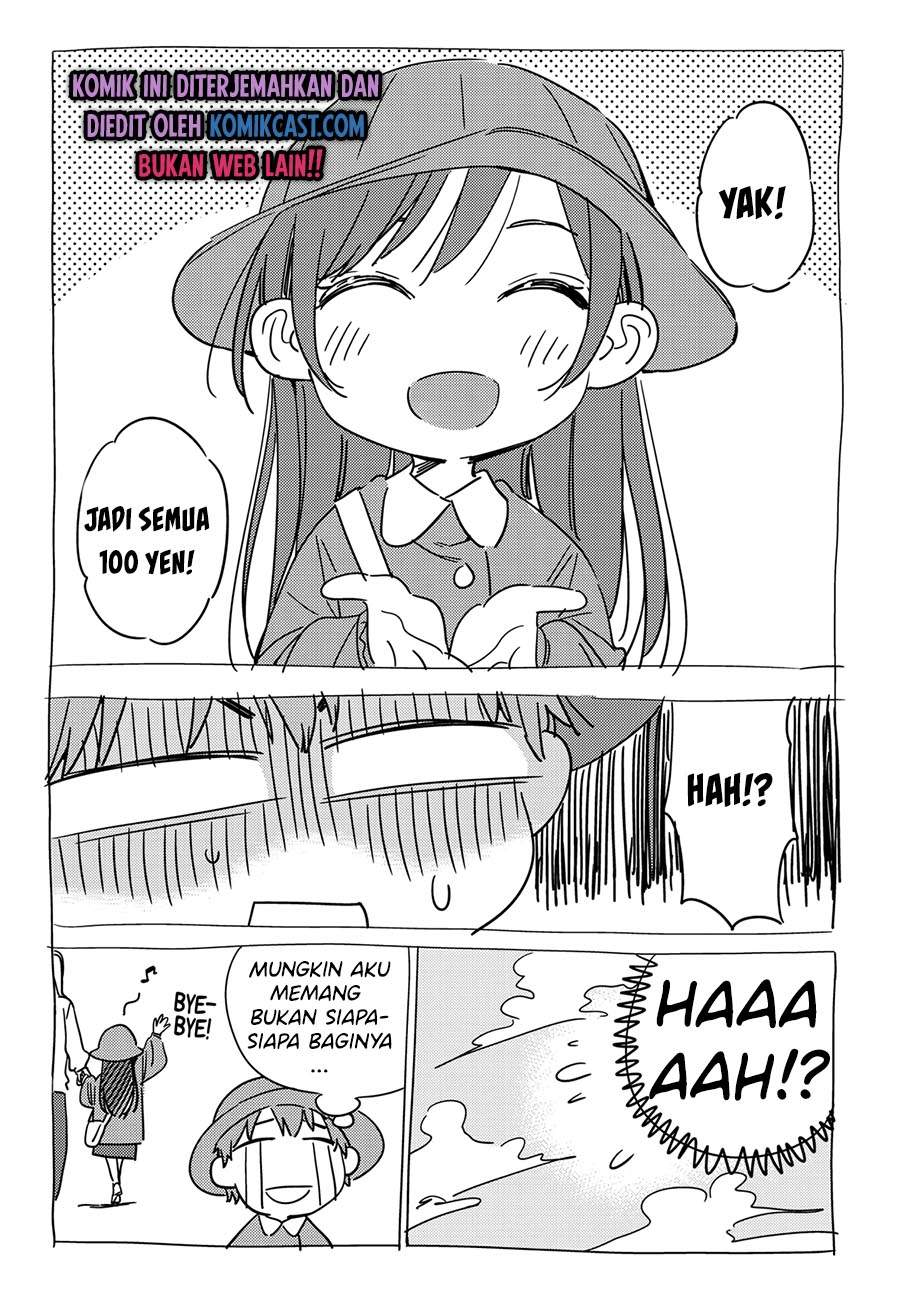 KOMIK INI DITERJEMAHKAN DAN
DIEDIT OLEH KOMIKCAST.COM
BUKAN WEB LAIN!!
YAK!
JADI SEMUA
100 YEN!
HAH!?
HAAA
AAH!?
MUNGKIN AKU
MEMANG
BUKAN SIAPA-
SIAPA BAGINYA
...
BYE-
BYE!